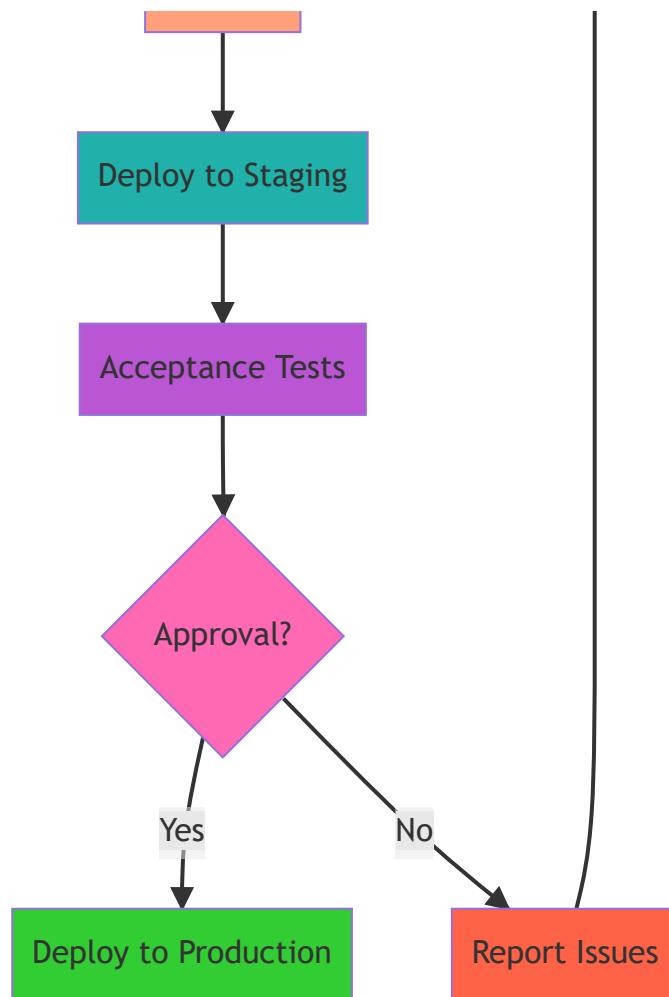 Deploy to Staging
Acceptance Tests
Approval?
Yes
No
Deploy to Production
Report Issues